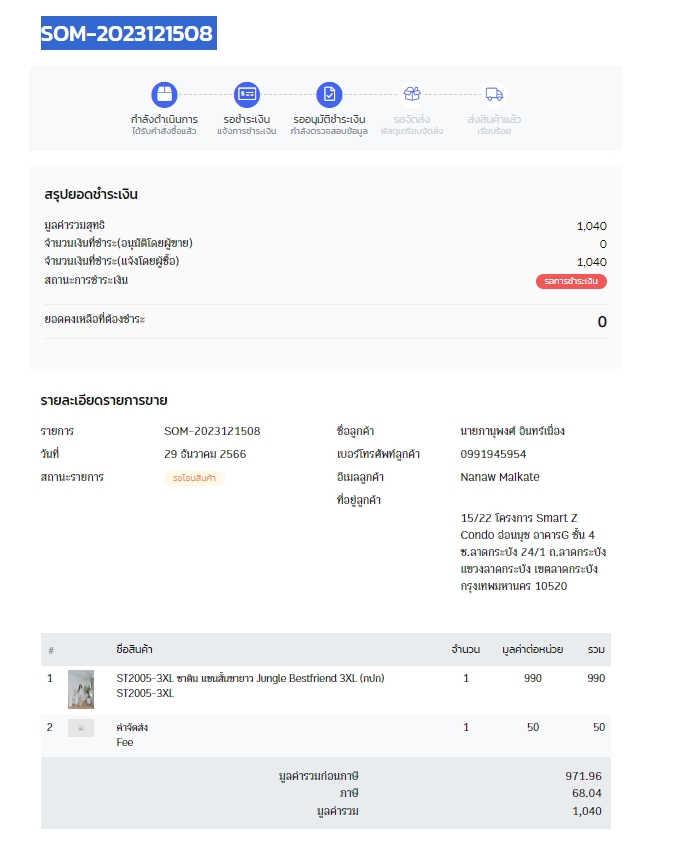 SOM-2023121508
กำลังดำเนินการ
ได้รับคำสั่งซื้อแล้ว
รอชำระเงิน
แจ้งการชำระเงิน
รออนุมัติชำระเงิน
กำลังตรวจสอบข้อมูล
รอจัดส่ง
พัสดุเตรียมจัดส่ง
ส่งสินค้าแล้ว
เรียบร้อย
สรุปยอดชำระเงิน
มูลค่ารวมสุทธิ 1,040
จำนวนเงินที่ชำระ(อนุมัติโดยผู้ขาย) 0
จำนวนเงินที่ชำระ(แจ้งโดยผู้ซื้อ) 1,040
สถานะการชำระเงิน รอการชำระเงิน
ยอดคงเหลือที่ต้องชำระ 0
รายละเอียดรายการขาย
รายการ SOM-2023121508 ชื่อลูกค้า นายภานุพงศ์ อินทร์เนื่อง
วันที่ 29 ธันวาคม 2566 เบอร์โทรศัพท์ลูกค้า 0991945954
สถานะรายการ รอโอนสินค้า อีเมลลูกค้า Nanaw Malkate
ที่อยู่ลูกค้า
15/22 โครงการ Smart Z
Condo อ่อนนุช อาคารG ชั้น 4
ซ.ลาดกระบัง 24/1 ถ.ลาดกระบัง
แขวงลาดกระบัง เขตลาดกระบัง
กรุงเทพมหานคร 10520
# ชื่อสินค้า จำนวน มูลค่าต่อหน่วย รวม
1 ST2005-3XL ซาติน แขนสั้นขายาว Jungle Bestfriend 3XL (กปก) 1 990 990
ST2005-3XL
2 ค่าจัดส่ง 1 50 50
Fee
มูลค่ารวมก่อนภาษี 971.96
ภาษี 68.04
มูลค่ารวม 1,040